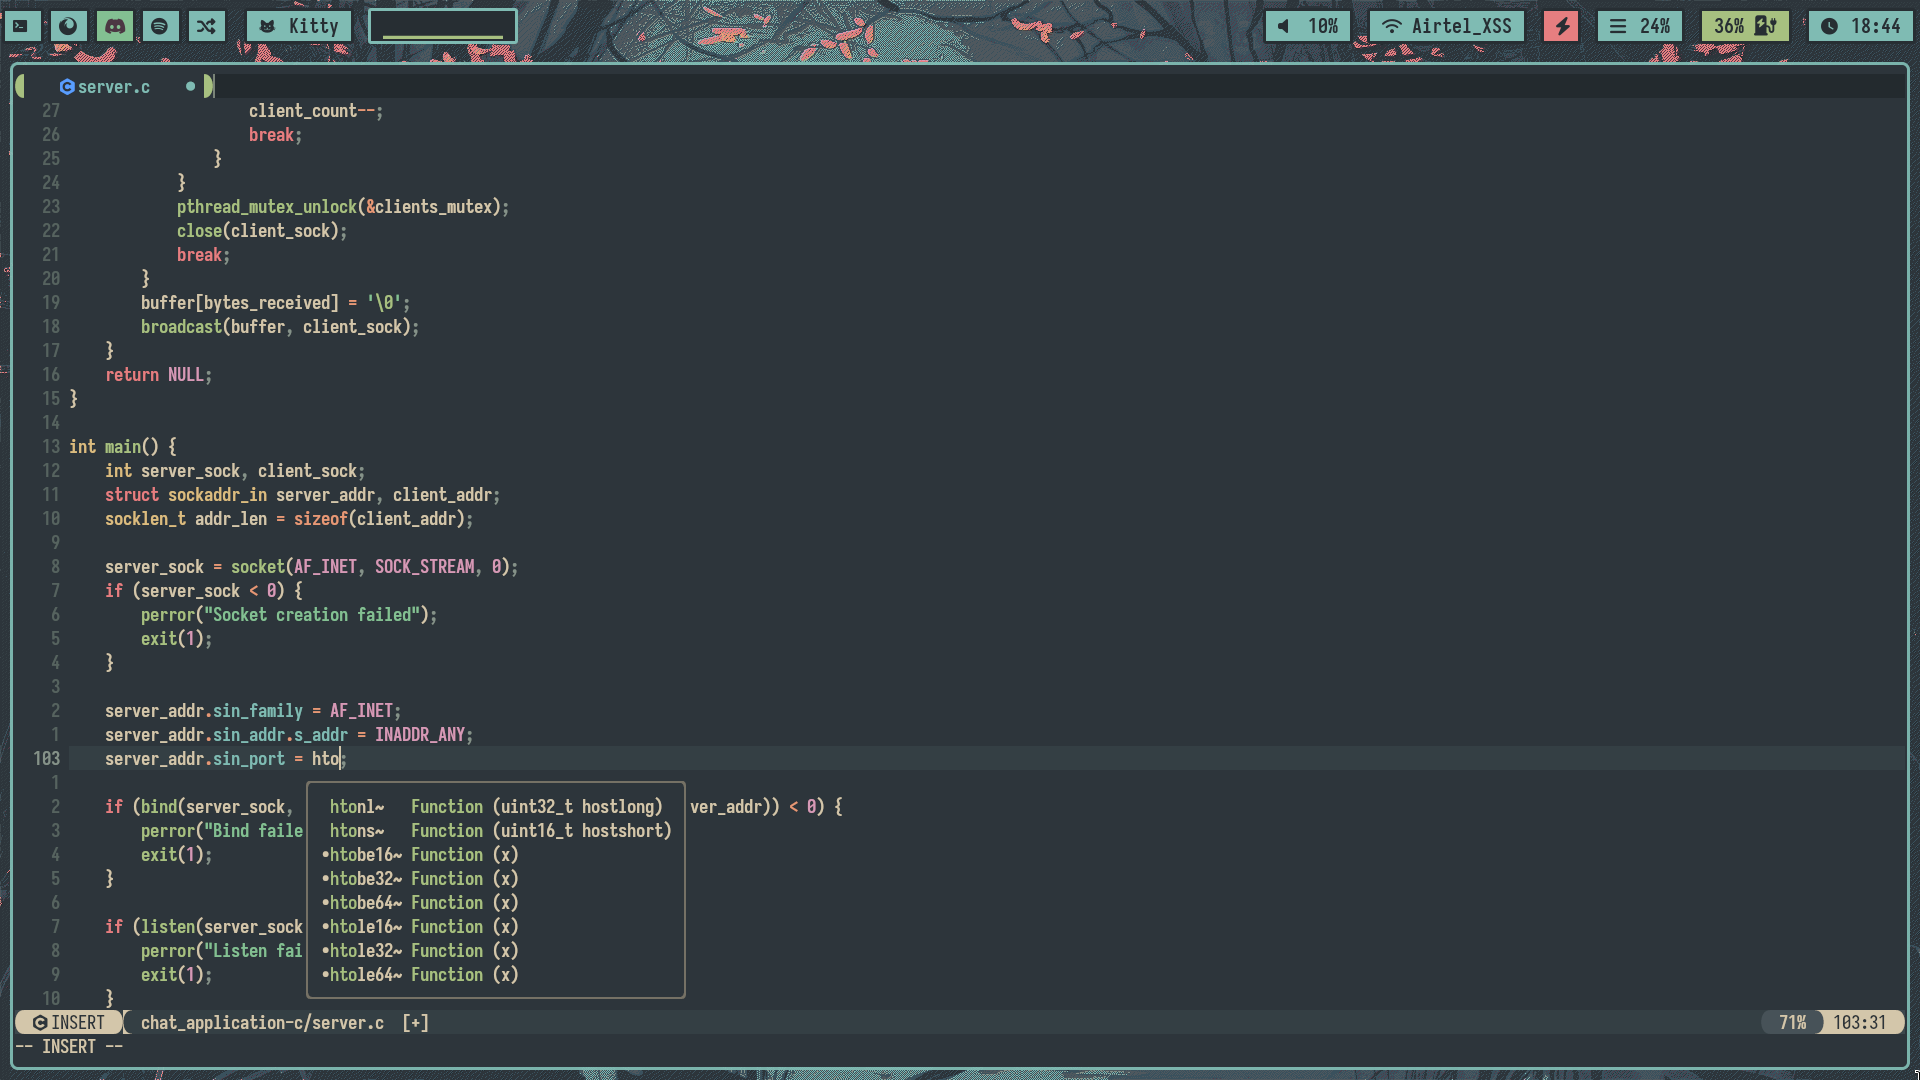 Kitty
10%
Airtel_XSS
24%
36%
18:44
server.c
27 client_count--;
26 break;
25 }
24 }
23 pthread_mutex_unlock(&clients_mutex);
22 close(client_sock);
21 break;
20 }
19 buffer[bytes_received] = '\0';
18 broadcast(buffer, client_sock);
17 }
16 return NULL;
15 }
14
13 int main() {
12 int server_sock, client_sock;
11 struct sockaddr_in server_addr, client_addr;
10 socklen_t addr_len = sizeof(client_addr);
9
8 server_sock = socket(AF_INET, SOCK_STREAM, 0);
7 if (server_sock < 0) {
6 perror("Socket creation failed");
5 exit(1);
4 }
3
2 server_addr.sin_family = AF_INET;
1 server_addr.sin_addr.s_addr = INADDR_ANY;
103 server_addr.sin_port = hto;
1
2 if (bind(server_sock, ver_addr)) < 0) {
3 perror("Bind faile
4 exit(1);
5 }
6
7 if (listen(server_sock
8 perror("Listen fai
9 exit(1);
10 }
htonl~ Function (uint32_t hostlong)
htons~ Function (uint16_t hostshort)
•htobe16~ Function (x)
•htobe32~ Function (x)
•htobe64~ Function (x)
•htole16~ Function (x)
•htole32~ Function (x)
•htole64~ Function (x)
INSERT chat_application-c/server.c [+] 71% 103:31
-- INSERT --